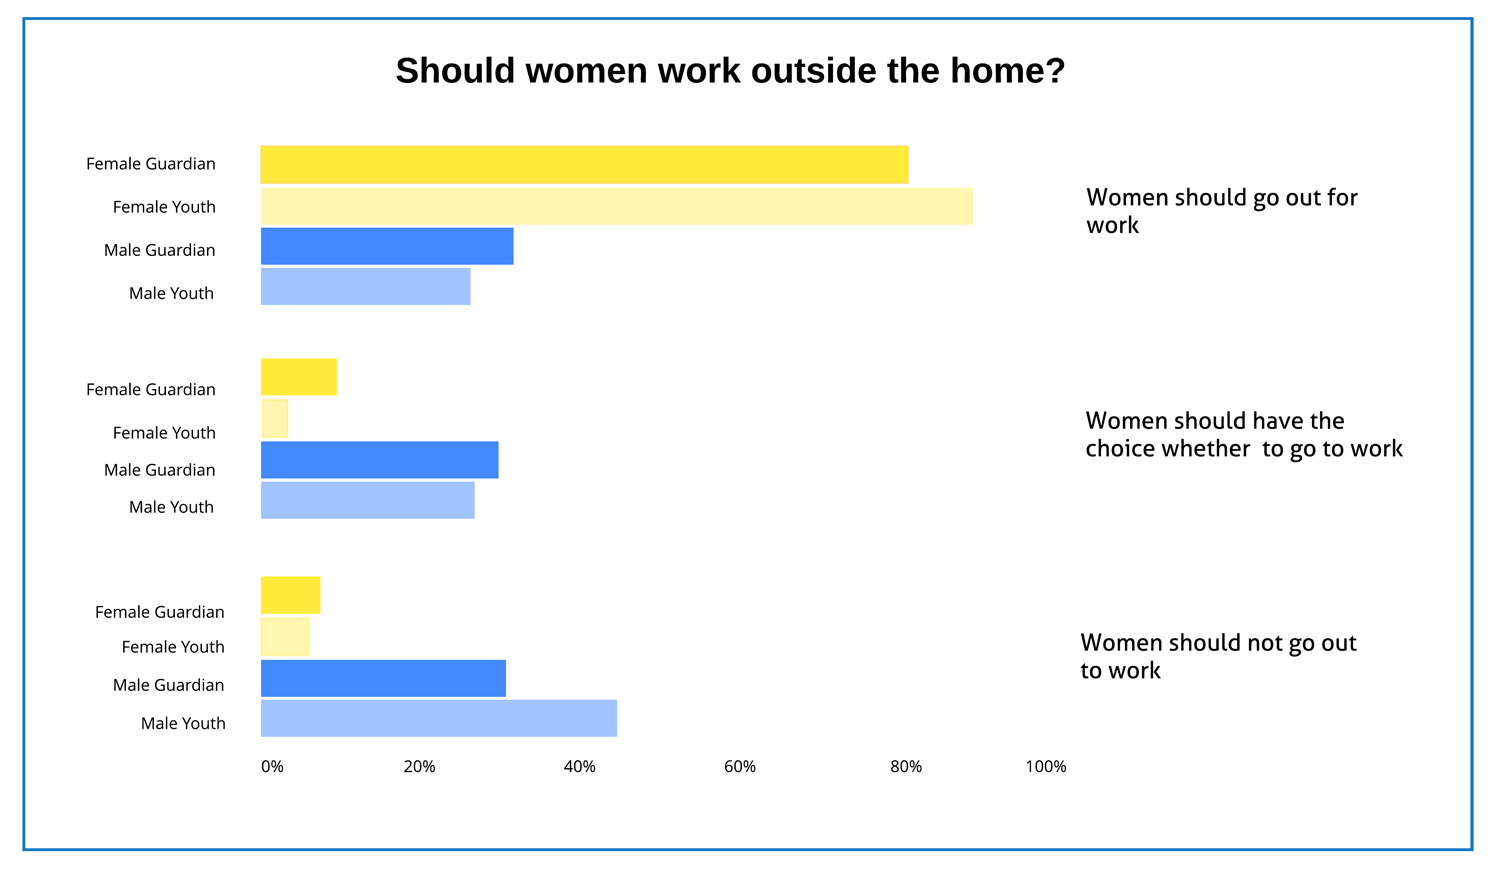 Should women work outside the home?
Female Guardian
Female Youth
Male Guardian
Male Youth
Women should go out for
work
Female Guardian
Female Youth
Male Guardian
Male Youth
Women should have the
choice whether  to go to work
Female Guardian
Female Youth
Male Guardian
Male Youth
Women should not go out
to work
0% 20% 40% 60% 80% 100%